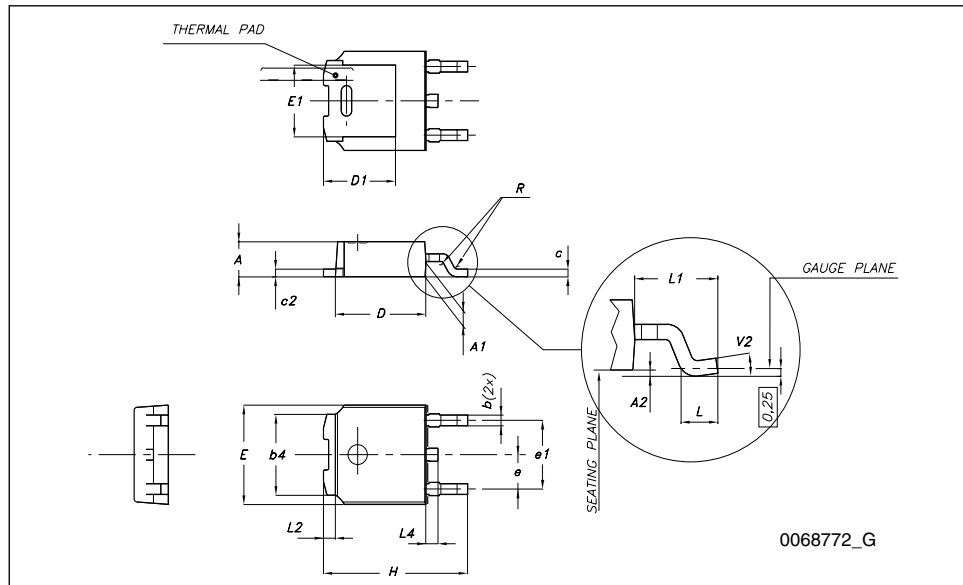 THERMAL PAD
E1
D1
R
A
c2
D
A1
c
GAUGE PLANE
L1
V2
A2
L
0,25
SEATING PLANE
b(2x)
E
b4
e
e1
L2
L4
H
0068772_G